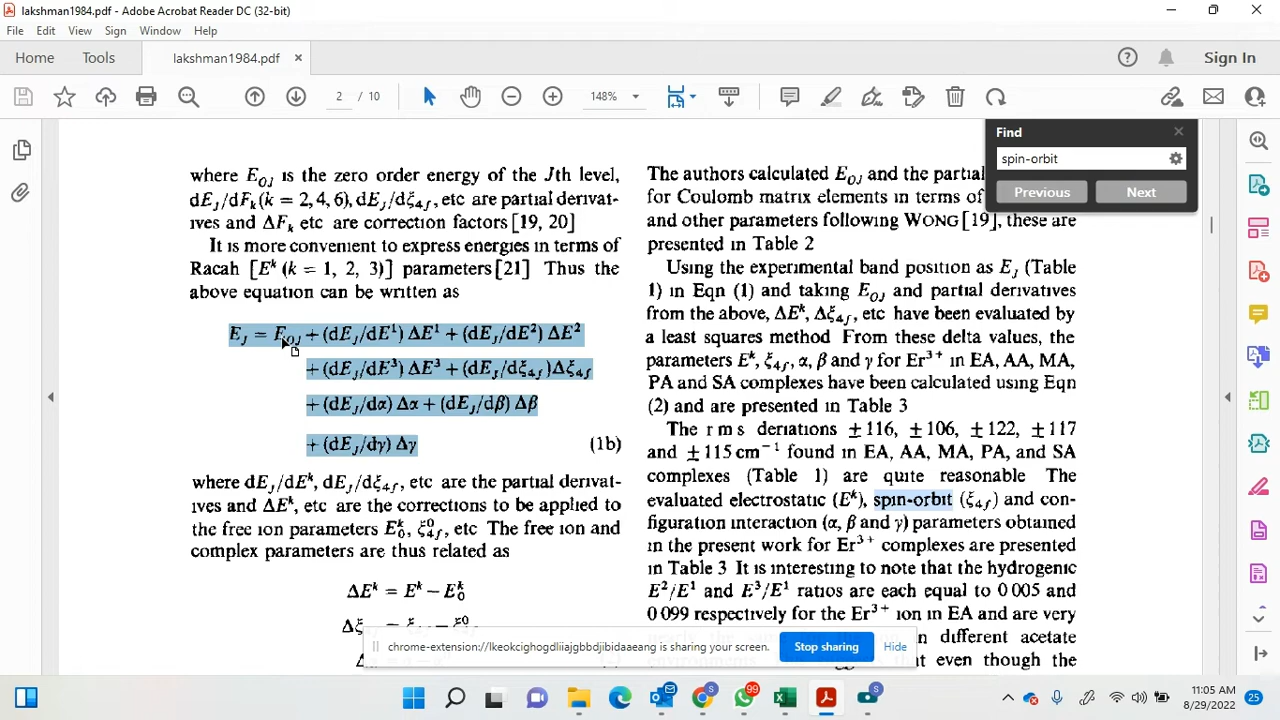 lakshman1984.pdf - Adobe Acrobat Reader DC (32-bit)
File Edit View Sign Window Help
Home Tools lakshman1984.pdf × Sign In
2 / 10 148%
Find
spin-orbit
Previous Next
where E₀J is the zero order energy of the Jth level,
dEJ/dFk(k = 2,4,6), dEJ/dξ4f, etc are partial derivat-
ives and ΔFk etc are correction factors [19, 20]
It is more convenient to express energies in terms of
Racah [Eᵏ (k = 1, 2, 3)] parameters [21] Thus the
above equation can be written as
EJ = E₀J + (dEJ/dE¹) ΔE¹ + (dEJ/dE²) ΔE²
+ (dEJ/dE³) ΔE³ + (dEJ/dξ4f)Δξ4f
+ (dEJ/dα) Δα + (dEJ/dβ) Δβ
+ (dEJ/dγ) Δγ (1b)
where dEJ/dEᵏ, dEJ/dξ4f, etc are the partial derivat-
ives and ΔEᵏ, etc are the corrections to be applied to
the free ion parameters E₀ᵏ, ξ⁰4f, etc The free ion and
complex parameters are thus related as
ΔEᵏ = Eᵏ − E₀ᵏ
The authors calculated E₀J and the partial
for Coulomb matrix elements in terms of
and other parameters following WONG [19], these are
presented in Table 2
Using the experimental band position as EJ (Table
1) in Eqn (1) and taking E₀J and partial derivatives
from the above, ΔEᵏ, Δξ4f, etc have been evaluated by
a least squares method From these delta values, the
parameters Eᵏ, ξ4f, α, β and γ for Er³⁺ in EA, AA, MA,
PA and SA complexes have been calculated using Eqn
(2) and are presented in Table 3
The r m s deriations ±116, ±106, ±122, ±117
and ±115 cm⁻¹ found in EA, AA, MA, PA, and SA
complexes (Table 1) are quite reasonable The
evaluated electrostatic (Eᵏ), spin-orbit (ξ4f) and con-
figuration interaction (α, β and γ) parameters obtained
in the present work for Er³⁺ complexes are presented
in Table 3 It is interesting to note that the hydrogenic
E²/E¹ and E³/E¹ ratios are each equal to 0 005 and
0 099 respectively for the Er³⁺ ion in EA and are very
in different acetate
that even though the
chrome-extension://lkeokcighogdliiajgbbdjibidaaeang is sharing your screen. Stop sharing Hide
99
11:05 AM
8/29/2022
25